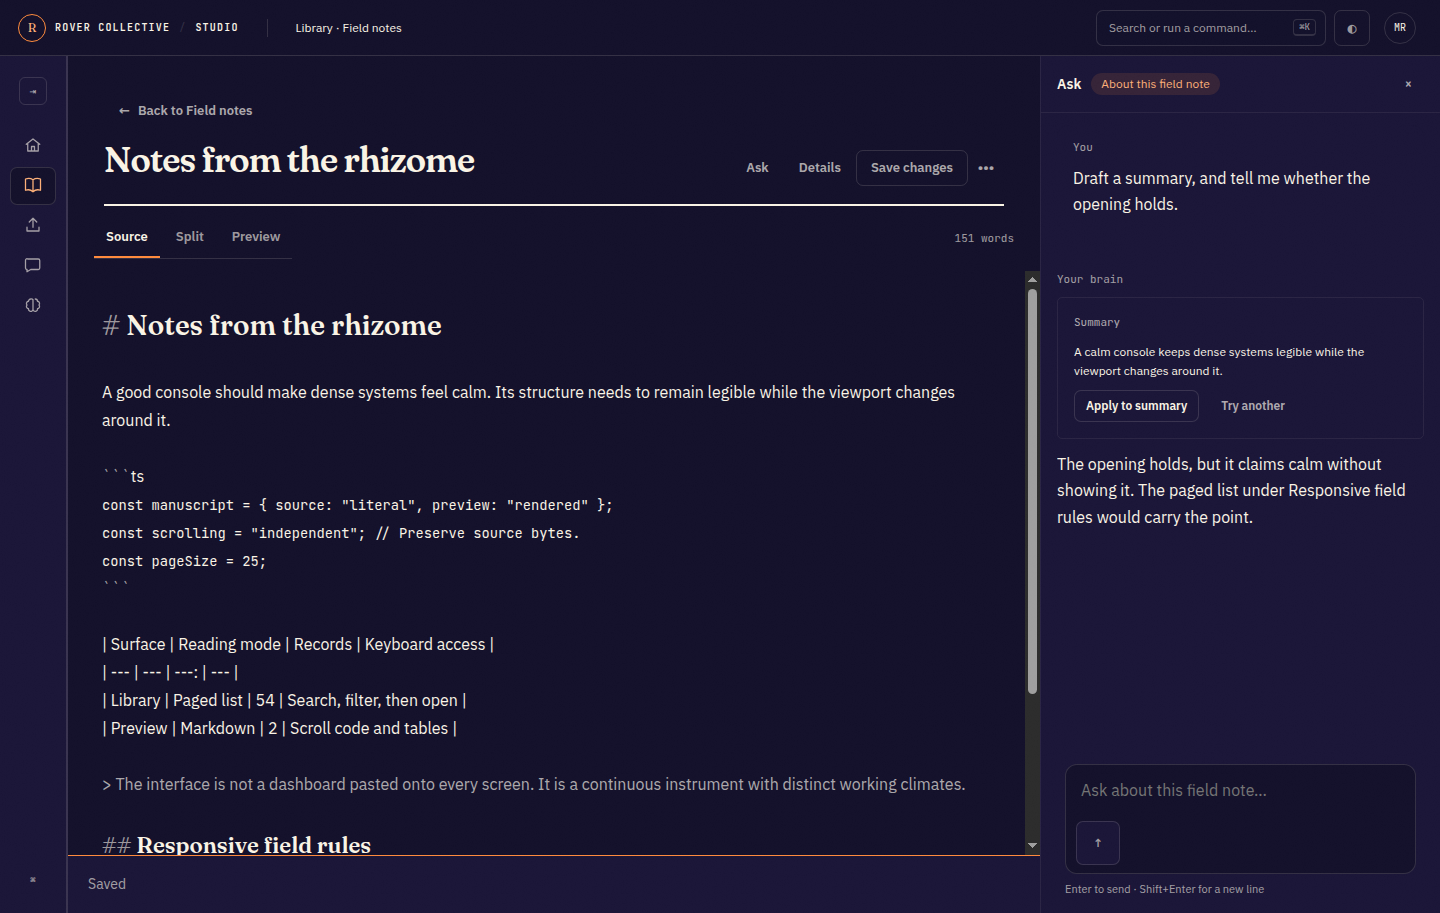 R ROVER COLLECTIVE / STUDIO
Library · Field notes
Search or run a command... ⌘K
MR
← Back to Field notes
Notes from the rhizome
Ask Details Save changes •••
Source Split Preview
151 words
# Notes from the rhizome
A good console should make dense systems feel calm. Its structure needs to remain legible while the viewport changes
around it.
```ts
const manuscript = { source: "literal", preview: "rendered" };
const scrolling = "independent"; // Preserve source bytes.
const pageSize = 25;
```
| Surface | Reading mode | Records | Keyboard access |
| --- | --- | ---: | --- |
| Library | Paged list | 54 | Search, filter, then open |
| Preview | Markdown | 2 | Scroll code and tables |
> The interface is not a dashboard pasted onto every screen. It is a continuous instrument with distinct working climates.
## Responsive field rules
Saved
⌘
Ask About this field note ×
You
Draft a summary, and tell me whether the
opening holds.
Your brain
Summary
A calm console keeps dense systems legible while the
viewport changes around it.
Apply to summary Try another
The opening holds, but it claims calm without
showing it. The paged list under Responsive field
rules would carry the point.
Ask about this field note...
↑
Enter to send · Shift+Enter for a new line